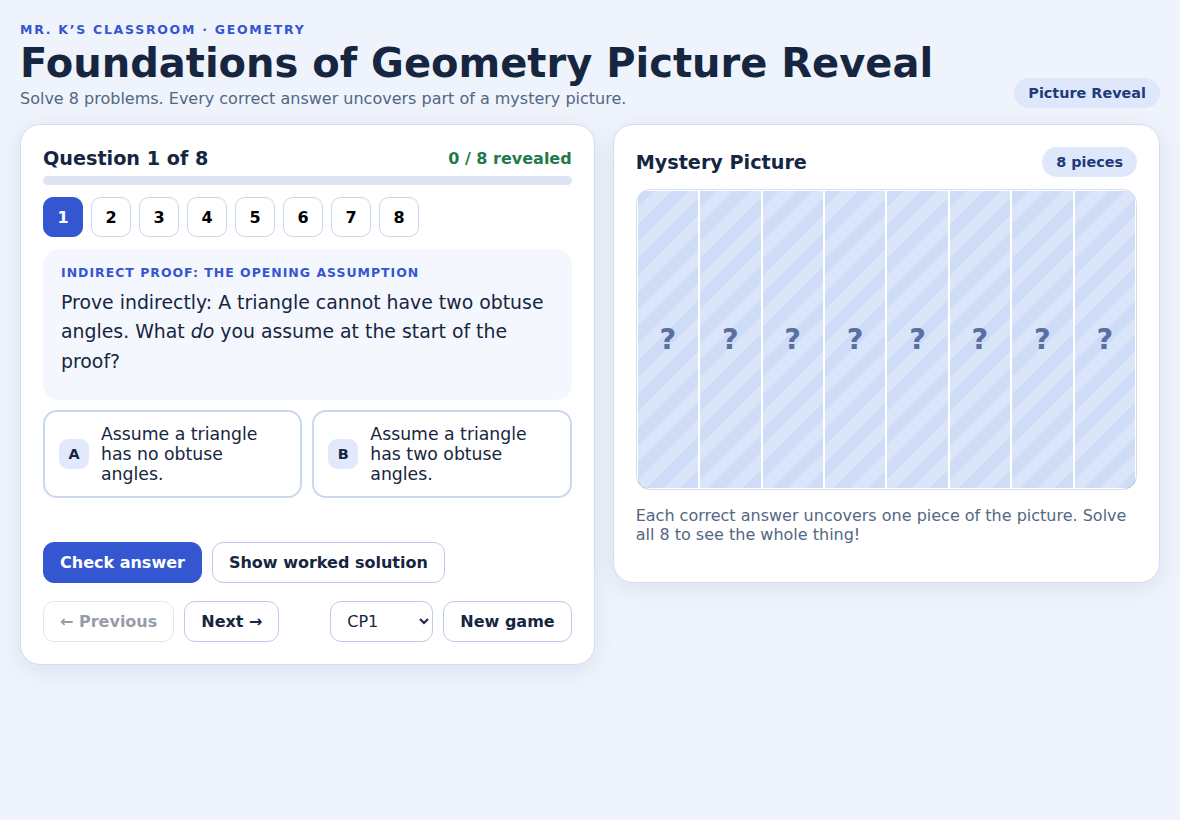 MR. K’S CLASSROOM · GEOMETRY
Foundations of Geometry Picture Reveal
Solve 8 problems. Every correct answer uncovers part of a mystery picture.
Picture Reveal
Question 1 of 8
0 / 8 revealed
1 2 3 4 5 6 7 8
INDIRECT PROOF: THE OPENING ASSUMPTION
Prove indirectly: A triangle cannot have two obtuse
angles. What do you assume at the start of the
proof?
A
Assume a triangle
has no obtuse
angles.
B
Assume a triangle
has two obtuse
angles.
Check answer
Show worked solution
← Previous
Next →
CP1
New game
Mystery Picture
8 pieces
? ? ? ? ? ? ? ?
Each correct answer uncovers one piece of the picture. Solve
all 8 to see the whole thing!